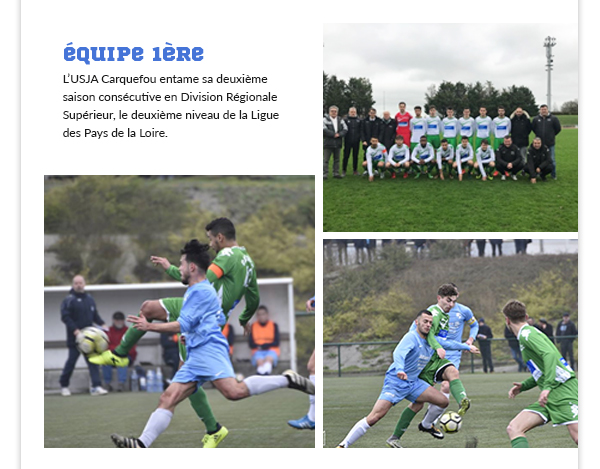 équipe 1ère
L'USJA Carquefou entame sa deuxième
saison consécutive en Division Régionale
Supérieur, le deuxième niveau de la Ligue
des Pays de la Loire.